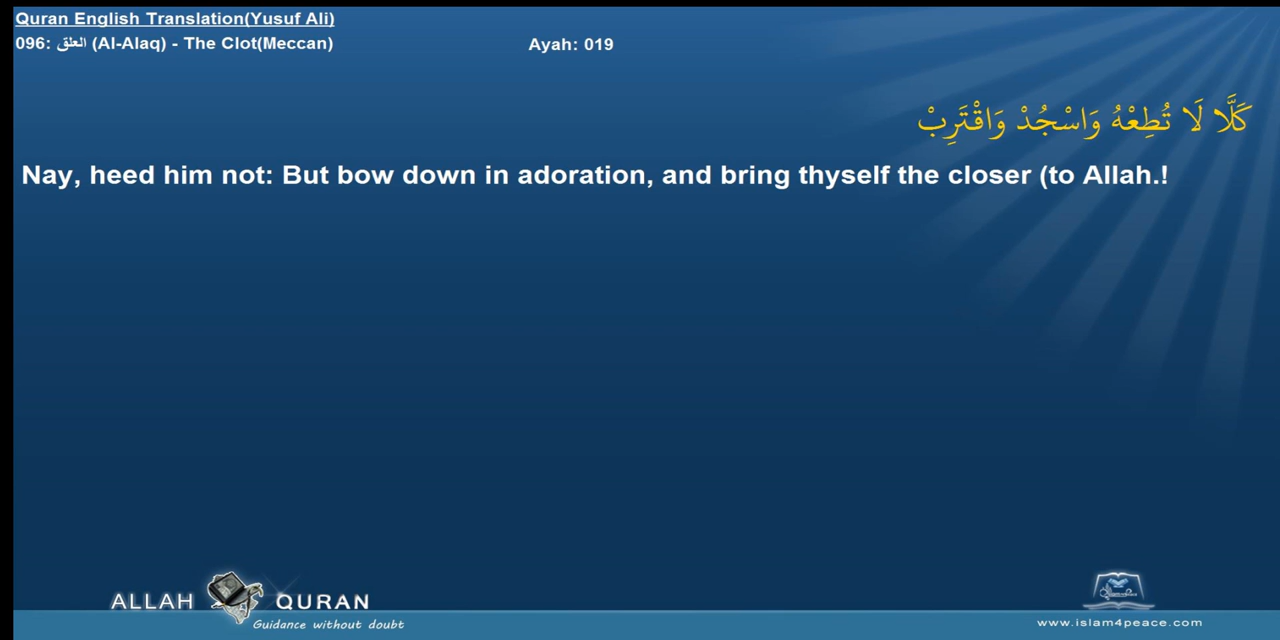 Quran English Translation(Yusuf Ali)
096: العلق (Al-Alaq) - The Clot(Meccan)
Ayah: 019
كَلَّا لَا تُطِعْهُ وَاسْجُدْ وَاقْتَرِبْ
Nay, heed him not: But bow down in adoration, and bring thyself the closer (to Allah.!
ALLAH QURAN
Guidance without doubt
www.islam4peace.com